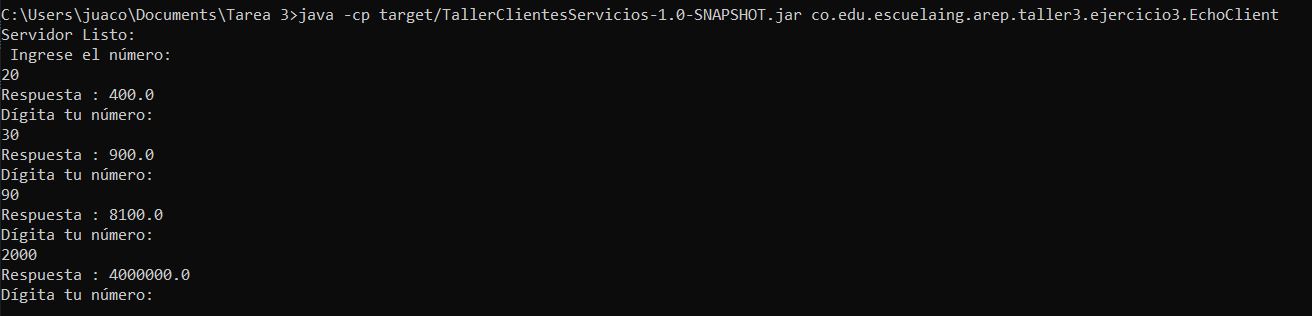 C:\Users\juaco\Documents\Tarea 3>java -cp target/TallerClientesServicios-1.0-SNAPSHOT.jar co.edu.escuelaing.arep.taller3.ejercicio3.EchoClient
Servidor Listo:
 Ingrese el número:
20
Respuesta : 400.0
Dígita tu número:
30
Respuesta : 900.0
Dígita tu número:
90
Respuesta : 8100.0
Dígita tu número:
2000
Respuesta : 4000000.0
Dígita tu número: